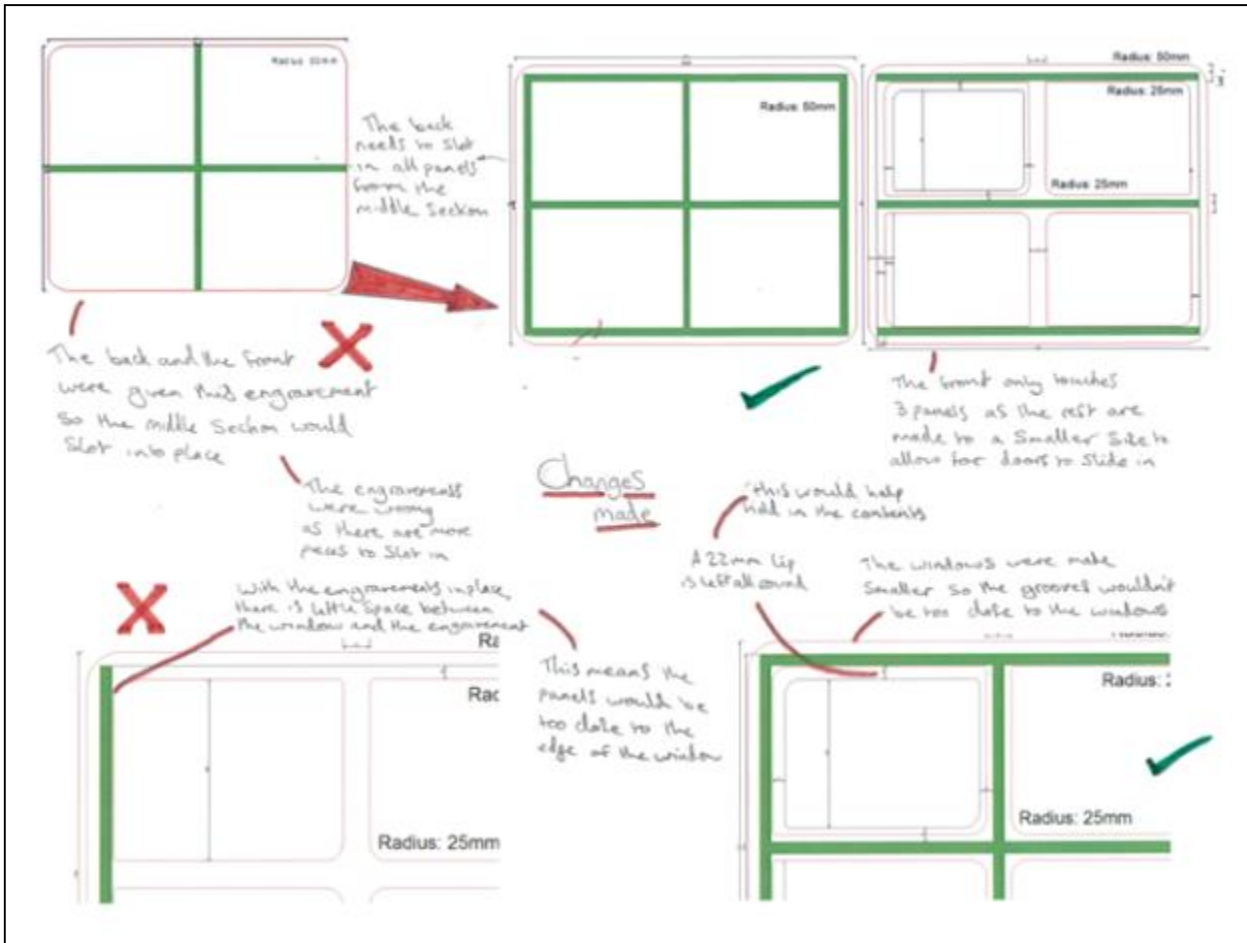 Radius: 50mm
Radius: 50mm
Radius: 25mm
Radius: 50mm
Radius: 25mm
The back
needs to slot
in all panels
from the
middle section
The back and the front
were given this engravement
so the middle section would
slot into place
The front only touches
3 panels as the rest are
made to a smaller size to
allow for doors to slide in
The engravements
were wrong
as there are more
pieces to slot in
Changes
made
this would help
hold in the contents
A 22mm lip
is left all round
The windows were make
smaller so the grooves wouldn't
be too close to the windows
With the engravements in place,
there is little space between
the window and the engravement
This means the
panels would be
too close to the
edge of the window
Ra
Rad
Radius: 25mm
Radius:
Radius: 25mm